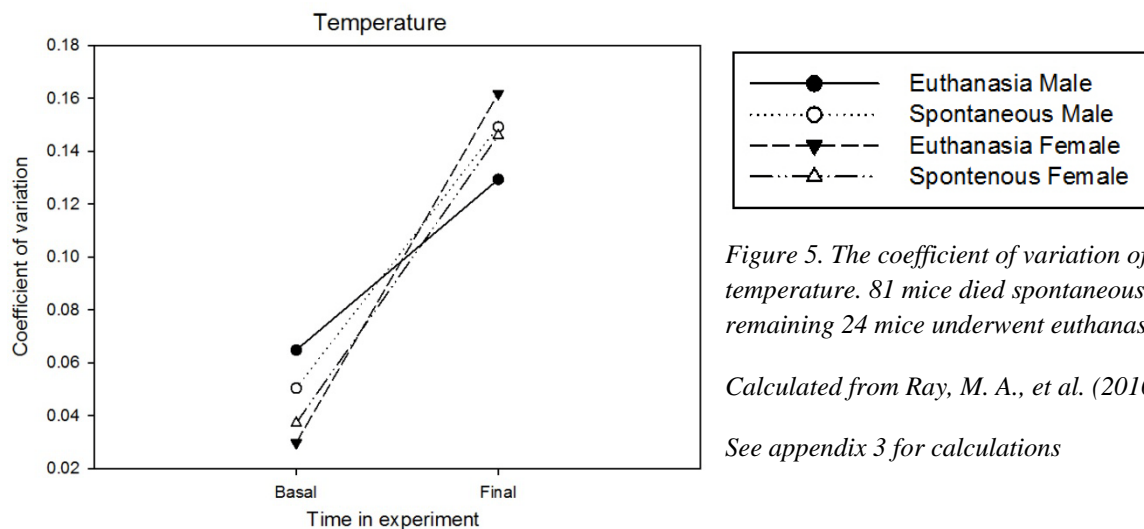 Temperature
0.18
0.16
0.14
0.12
0.10
0.08
0.06
0.04
0.02
Coefficient of variation
Basal
Final
Time in experiment
Euthanasia Male
Spontaneous Male
Euthanasia Female
Spontenous Female
Figure 5. The coefficient of variation of
temperature. 81 mice died spontaneous
remaining 24 mice underwent euthanas
Calculated from Ray, M. A., et al. (2010
See appendix 3 for calculations